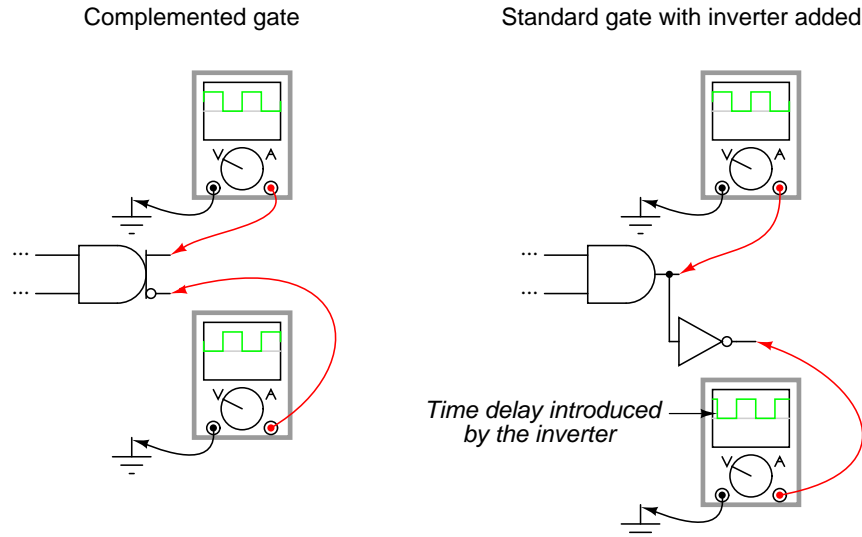 Complemented gate
Standard gate with inverter added
V A
V A
...
...
...
...
V A
Time delay introduced
by the inverter
V A